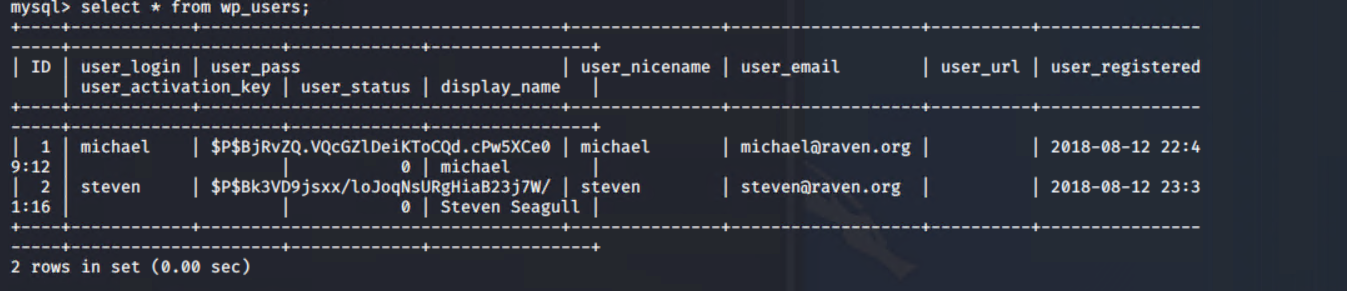 mysql> select * from wp_users;
+----+------------+------------------------------------+---------------+-------------------+----------+----------------
-----+---------------------+-------------+----------------+
| ID | user_login | user_pass                          | user_nicename | user_email        | user_url | user_registered
     | user_activation_key | user_status | display_name   |
+----+------------+------------------------------------+---------------+-------------------+----------+----------------
-----+---------------------+-------------+----------------+
|  1 | michael    | $P$BjRvZQ.VQcGZlDeiKToCQd.cPw5XCe0 | michael       | michael@raven.org |          | 2018-08-12 22:4
9:12 |                     |           0 | michael        |
|  2 | steven     | $P$Bk3VD9jsxx/loJoqNsURgHiaB23j7W/ | steven        | steven@raven.org  |          | 2018-08-12 23:3
1:16 |                     |           0 | Steven Seagull |
+----+------------+------------------------------------+---------------+-------------------+----------+----------------
-----+---------------------+-------------+----------------+
2 rows in set (0.00 sec)